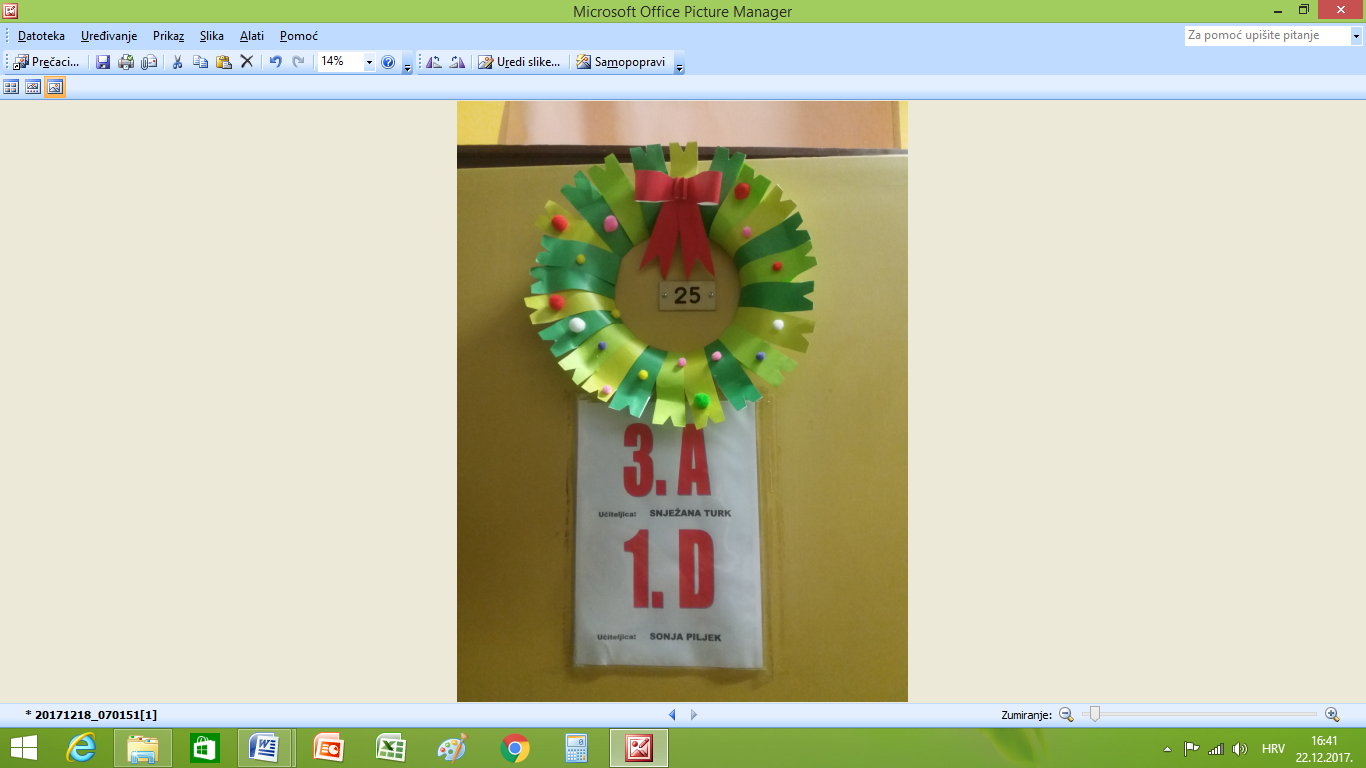 Microsoft Office Picture Manager
Datoteka Uređivanje Prikaz Slika Alati Pomoć
Za pomoć upišite pitanje
Prečaci... 14% Uredi slike... Samopopravi
25
3. A
Učiteljica: SNJEŽANA TURK
1. D
Učiteljica: SONJA PILJEK
* 20171218_070151[1]
Zumiranje:
HRV
16:41
22.12.2017.